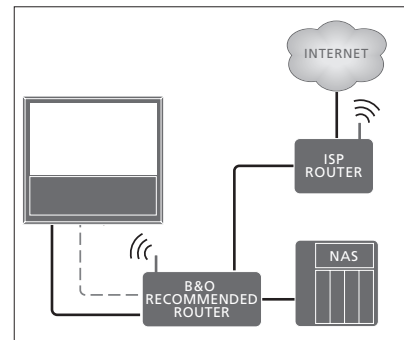 INTERNET
ISP
ROUTER
NAS
B&O
RECOMMENDED
ROUTER